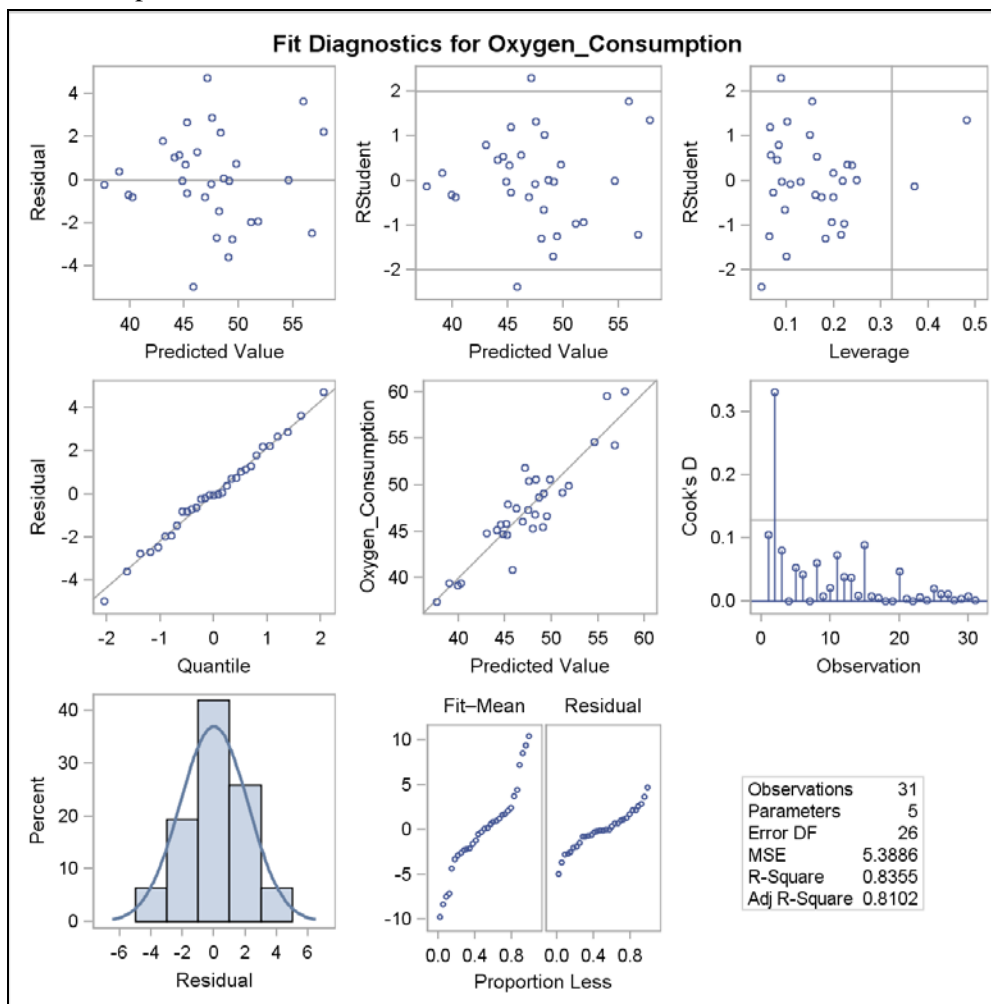 Fit Diagnostics for Oxygen_Consumption
Residual
4
2
0
-2
-4
40 45 50 55
Predicted Value
RStudent
2
1
0
-1
-2
40 45 50 55
Predicted Value
RStudent
2
1
0
-1
-2
0.1 0.2 0.3 0.4 0.5
Leverage
Residual
4
2
0
-2
-4
-2 -1 0 1 2
Quantile
Oxygen_Consumption
60
55
50
45
40
40 45 50 55 60
Predicted Value
Cook's D
0.3
0.2
0.1
0.0
0 10 20 30
Observation
Percent
40
30
20
10
0
-6 -4 -2 0 2 4 6
Residual
Fit–Mean Residual
10
5
0
-5
-10
0.0 0.4 0.8 0.0 0.4 0.8
Proportion Less
Observations 31
Parameters 5
Error DF 26
MSE 5.3886
R-Square 0.8355
Adj R-Square 0.8102